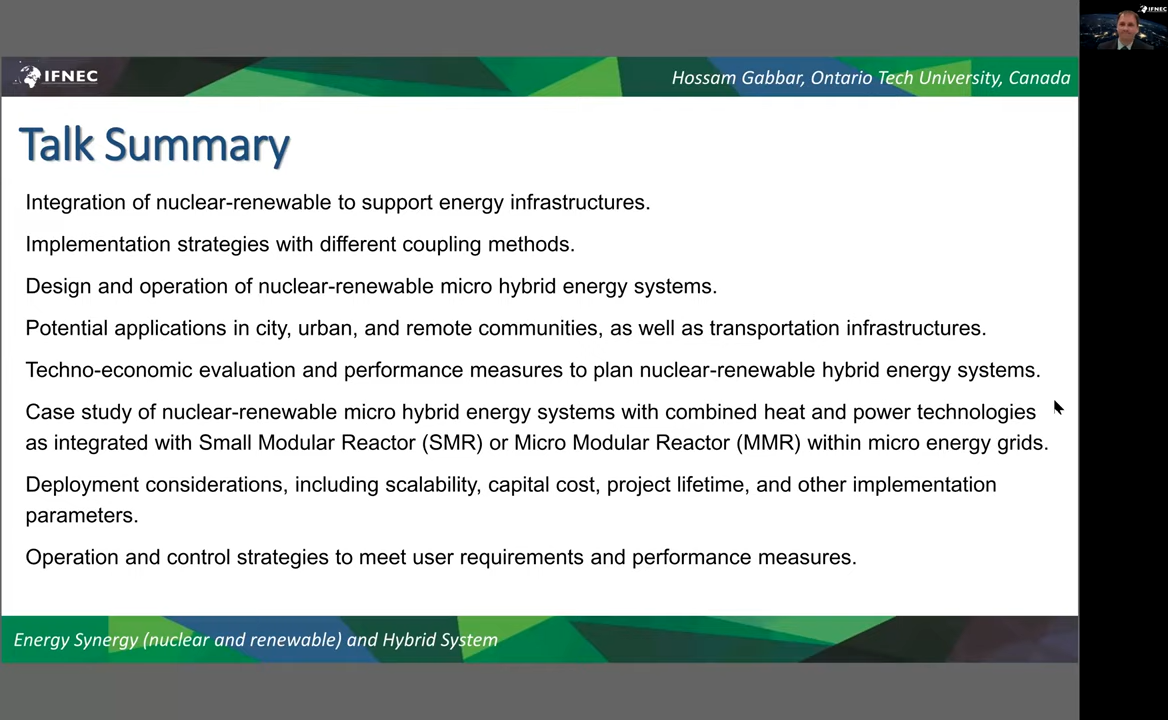 IFNEC
IFNEC
Hossam Gabbar, Ontario Tech University, Canada
Talk Summary
Integration of nuclear-renewable to support energy infrastructures.
Implementation strategies with different coupling methods.
Design and operation of nuclear-renewable micro hybrid energy systems.
Potential applications in city, urban, and remote communities, as well as transportation infrastructures.
Techno-economic evaluation and performance measures to plan nuclear-renewable hybrid energy systems.
Case study of nuclear-renewable micro hybrid energy systems with combined heat and power technologies
as integrated with Small Modular Reactor (SMR) or Micro Modular Reactor (MMR) within micro energy grids.
Deployment considerations, including scalability, capital cost, project lifetime, and other implementation
parameters.
Operation and control strategies to meet user requirements and performance measures.
Energy Synergy (nuclear and renewable) and Hybrid System